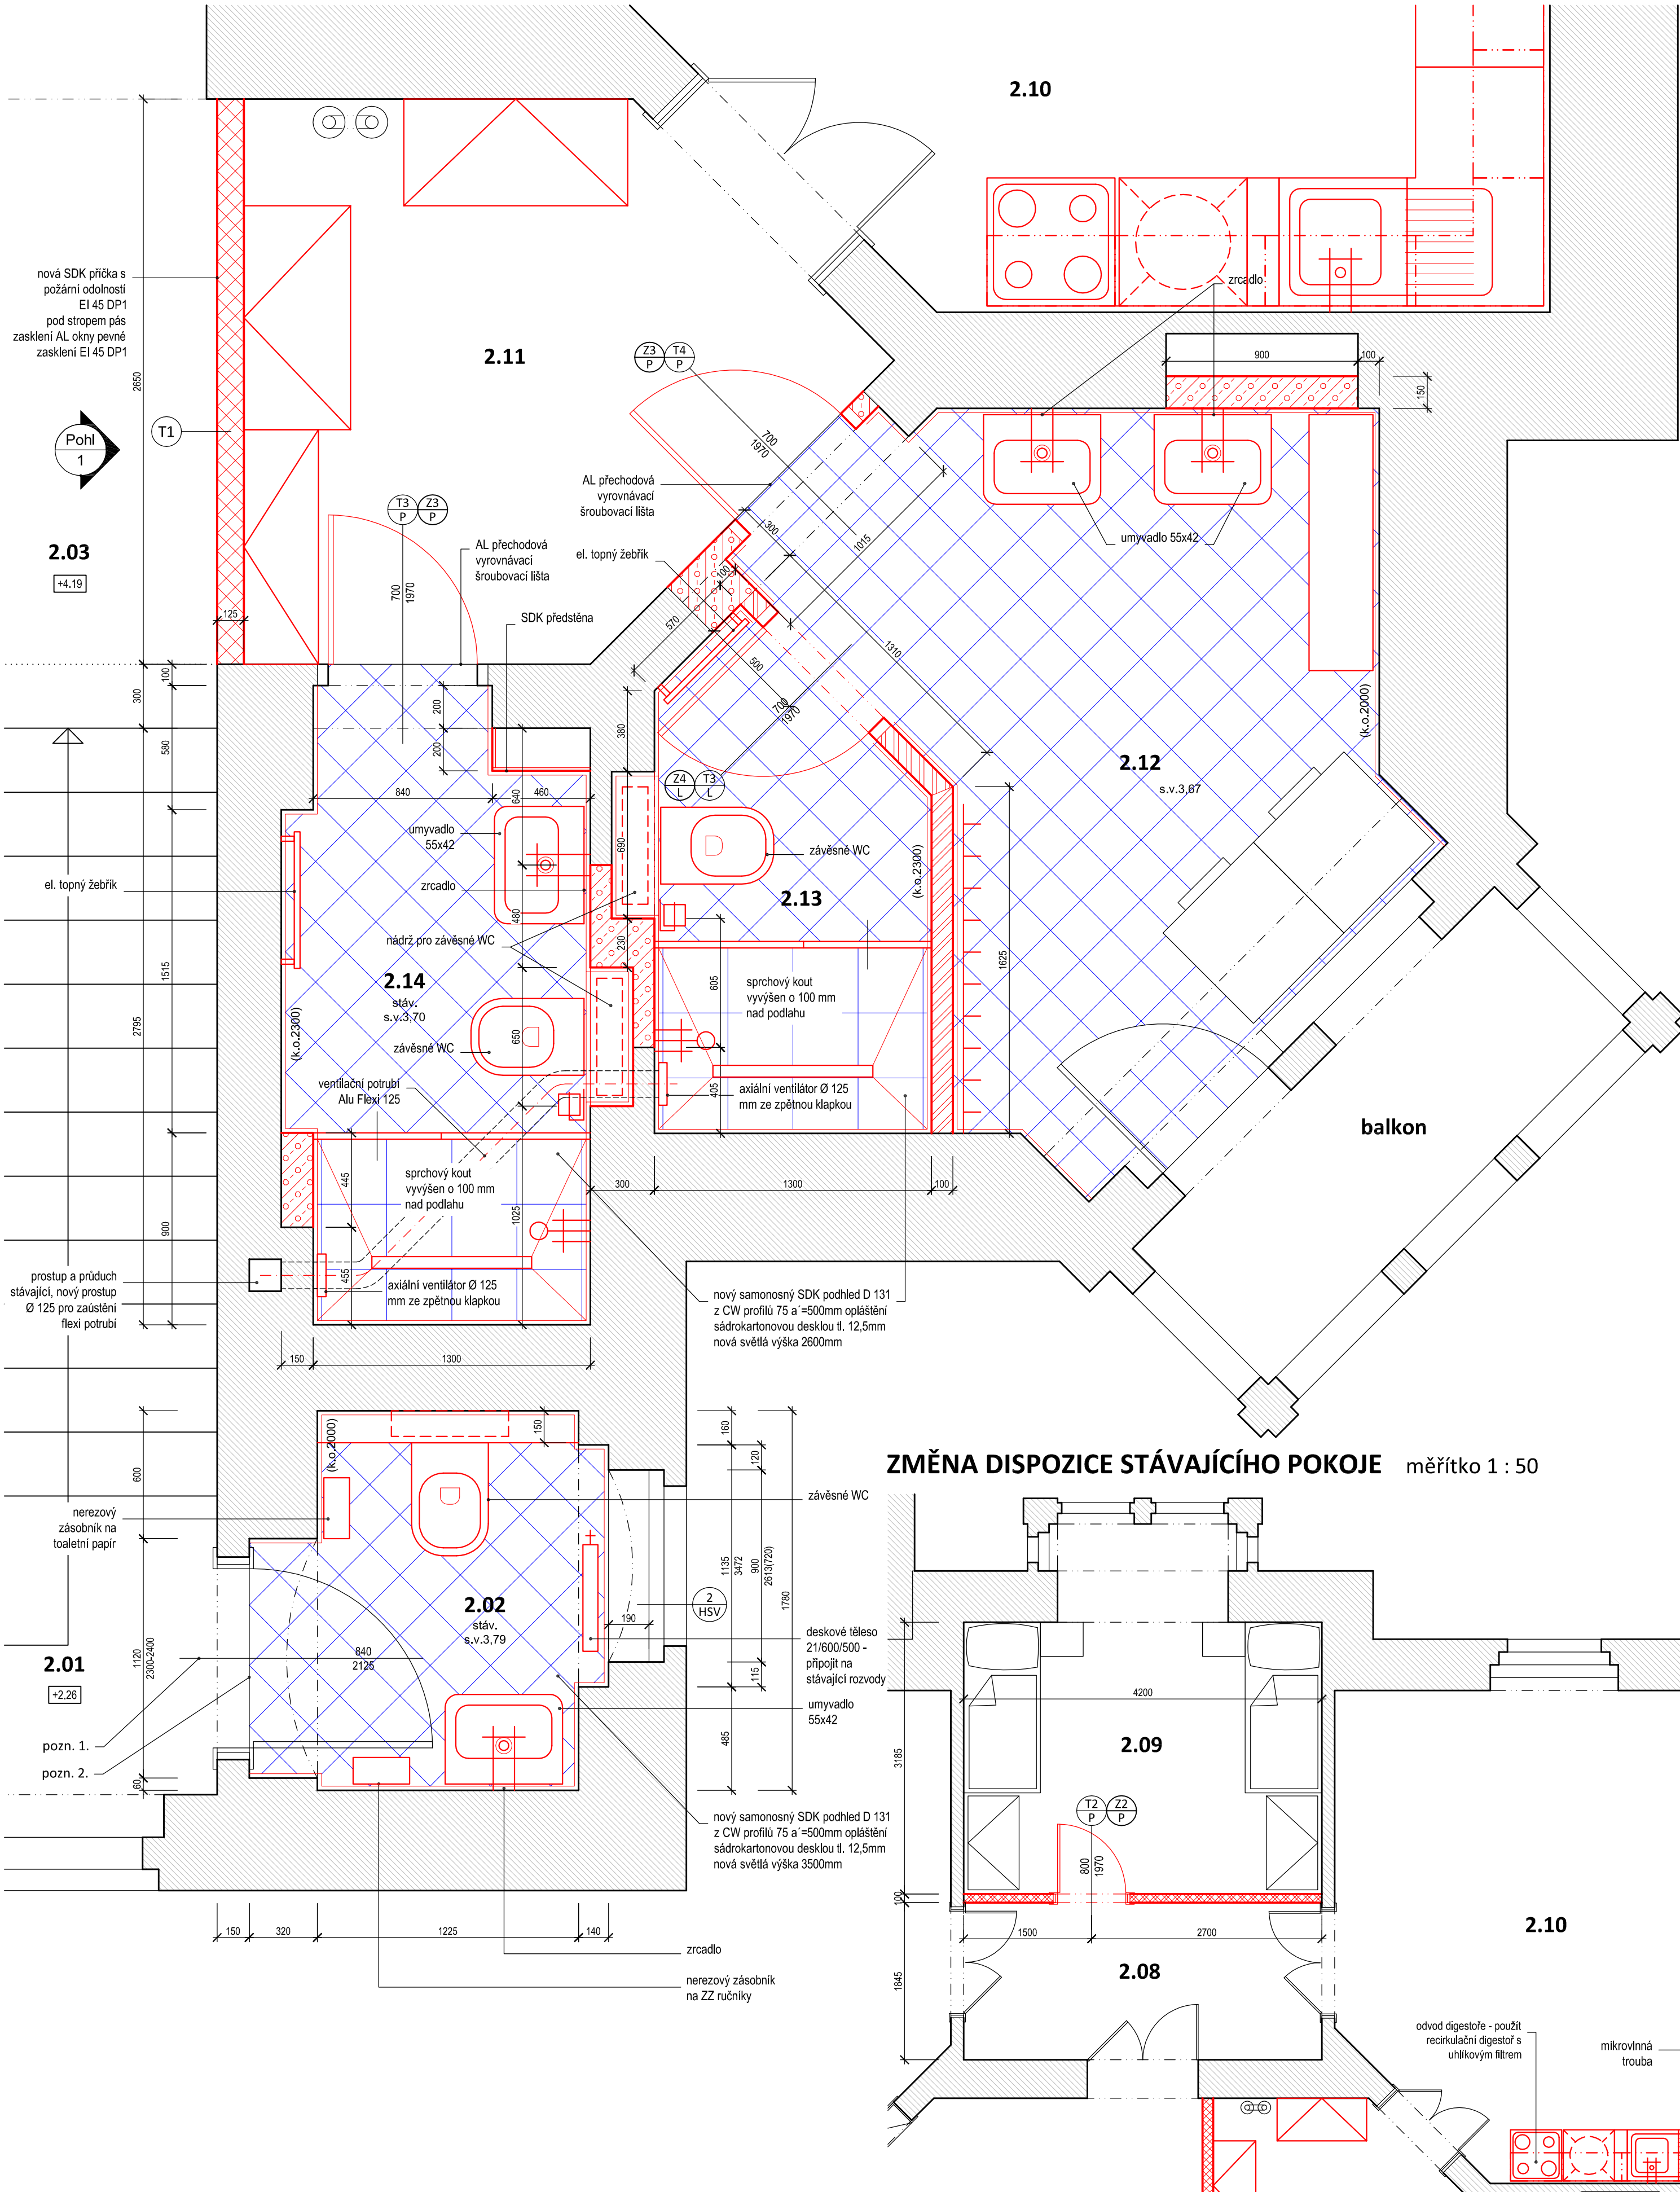 2.10
nová SDK příčka s
požární odolností
EI 45 DP1
pod stropem pás
zasklení AL okny pevné
zasklení EI 45 DP1
2650
Pohl
1
T1
2.03
+4.19
125
2.11
Z3
P
T4
P
zrcadlo
900
100
150
700
1970
AL přechodová
vyrovnávací
šroubovací lišta
T3
P
Z3
P
AL přechodová
vyrovnávací
šroubovací lišta
el. topný žebřík
SDK předstěna
700
1970
300
1015
100
570
500
700
1970
1310
umyvadlo 55x42
(k.o.2000)
2.12
s.v.3,67
300
100
580
200
200
380
840
640
460
Z4
L
T3
L
umyvadlo
55x42
690
závěsné WC
2.13
(k.o.2300)
el. topný žebřík
zrcadlo
480
nádrž pro závěsné WC
230
1625
1515
2795
2.14
stáv.
s.v.3,70
(k.o.2300)
650
605
sprchový kout
vyvýšen o 100 mm
nad podlahu
závěsné WC
ventilační potrubí
Alu Flexi 125
405
axiální ventilátor Ø 125
mm ze zpětnou klapkou
balkon
445
sprchový kout
vyvýšen o 100 mm
nad podlahu
300
1300
100
1025
900
455
axiální ventilátor Ø 125
mm ze zpětnou klapkou
prostup a průduch
stávající, nový prostup
Ø 125 pro zaústění
flexi potrubí
nový samonosný SDK podhled D 131
z CW profilů 75 a´=500mm opláštění
sádrokartonovou desklou tl. 12,5mm
nová světlá výška 2600mm
150
1300
(k.o.2000)
150
160
120
600
ZMĚNA DISPOZICE STÁVAJÍCÍHO POKOJE měřítko 1 : 50
závěsné WC
nerezový
zásobník na
toaletní papír
1135
3472
900
2613(720)
1780
2
HSV
2.02
stáv.
s.v.3,79
190
840
2125
1120
2300-2400
2.01
+2,26
deskové těleso
21/600/500 -
připojit na
stávající rozvody
115
umyvadlo
55x42
485
pozn. 1.
pozn. 2.
60
nový samonosný SDK podhled D 131
z CW profilů 75 a´=500mm opláštění
sádrokartonovou desklou tl. 12,5mm
nová světlá výška 3500mm
150
320
1225
140
zrcadlo
nerezový zásobník
na ZZ ručníky
4200
3185
2.09
T2
P
Z2
P
800
1970
100
1500
2700
1845
2.08
2.10
odvod digestoře - použít
recirkulační digestoř s
uhlíkovým filtrem
mikrovlnná
trouba